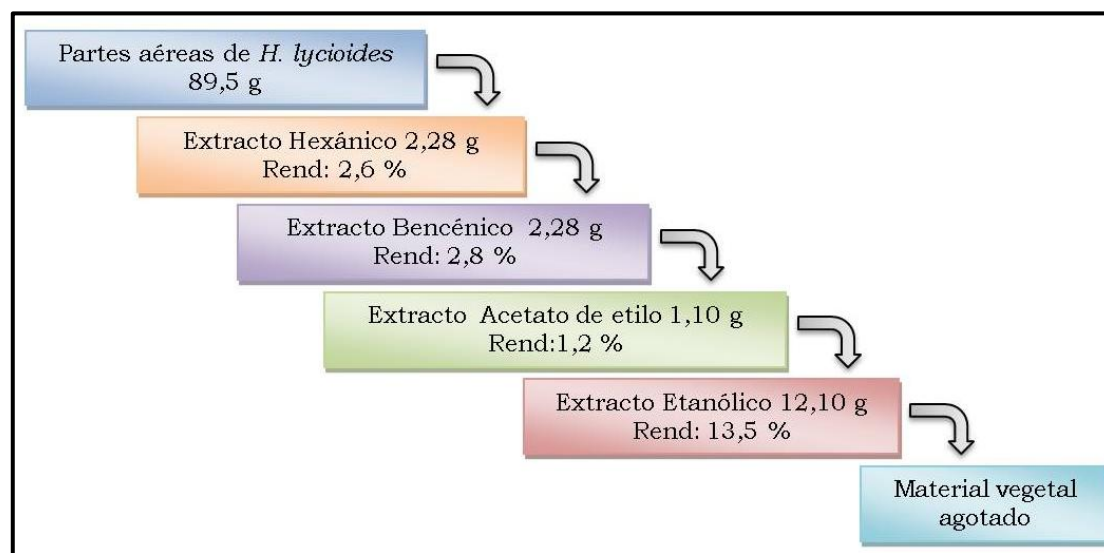 Partes aéreas de H. lycioides
89,5 g
Extracto Hexánico 2,28 g
Rend: 2,6 %
Extracto Bencénico 2,28 g
Rend: 2,8 %
Extracto Acetato de etilo 1,10 g
Rend:1,2 %
Extracto Etanólico 12,10 g
Rend: 13,5 %
Material vegetal
agotado